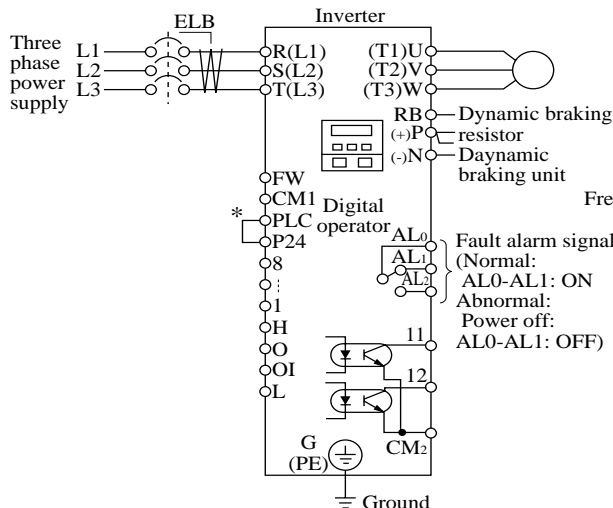 Inverter
ELB
Three
phase
power
supply
L1
L2
L3
R(L1)
S(L2)
T(L3)
(T1)U
(T2)V
(T3)W
RB
(+)P
(-)N
Dynamic braking
resistor
Daynamic
braking unit
Fre
FW
CM1
*
PLC
P24
8
1
H
O
OI
L
Digital
operator
AL0
AL1
AL2
Fault alarm signal
(Normal:
AL0-AL1: ON
Abnormal:
Power off:
AL0-AL1: OFF)
11
12
CM2
G
(PE)
Ground